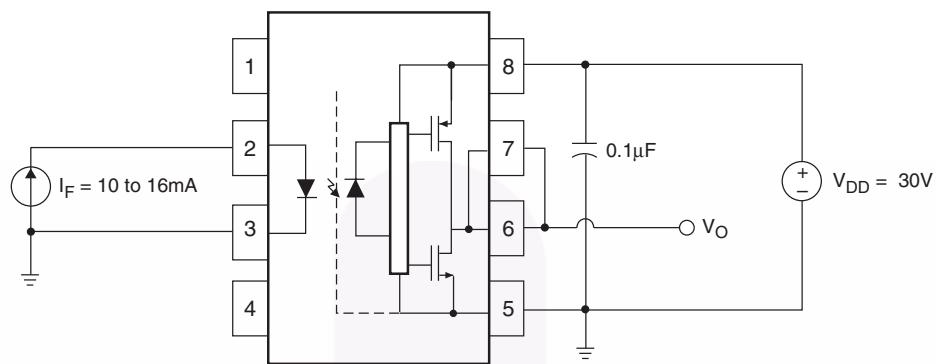 1
2
3
4
8
7
6
5
I_F = 10 to 16mA
0.1μF
+
–
V_DD = 30V
V_O